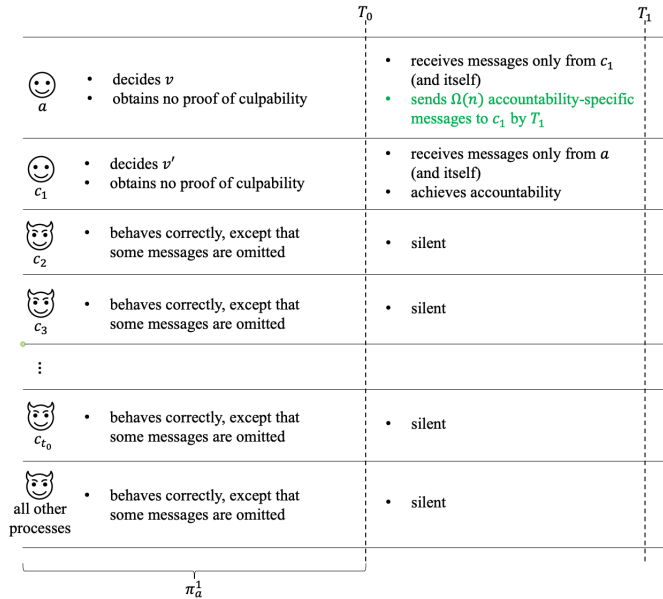 T₀ T₁
• decides v
• obtains no proof of culpability
a
• receives messages only from c₁
(and itself)
• sends Ω(n) accountability-specific
messages to c₁ by T₁
• decides v′
• obtains no proof of culpability
c₁
• receives messages only from a
(and itself)
• achieves accountability
• behaves correctly, except that
some messages are omitted
c₂
• silent
• behaves correctly, except that
some messages are omitted
c₃
• silent
⋮
• behaves correctly, except that
some messages are omitted
c_{t₀}
• silent
• behaves correctly, except that
some messages are omitted
all other
processes
• silent
π_a^1